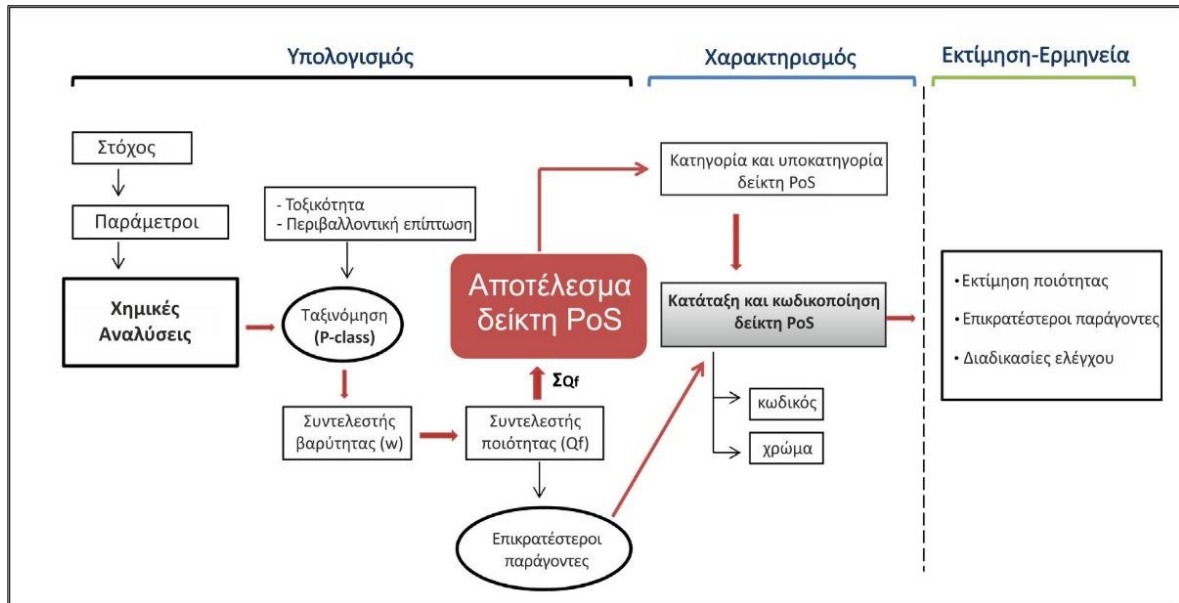 Υπολογισμός
Χαρακτηρισμός
Εκτίμηση-Ερμηνεία
Στόχος
Παράμετροι
Χημικές
Αναλύσεις
- Τοξικότητα
- Περιβαλλοντική επίπτωση
Ταξινόμηση
(P-class)
Συντελεστής
βαρύτητας (w)
Συντελεστής
ποιότητας (Qf)
ΣQf
Αποτέλεσμα
δείκτη PoS
Επικρατέστεροι
παράγοντες
Κατηγορία και υποκατηγορία
δείκτη PoS
Κατάταξη και κωδικοποίηση
δείκτη PoS
κωδικός
χρώμα
• Εκτίμηση ποιότητας
• Επικρατέστεροι παράγοντες
• Διαδικασίες ελέγχου